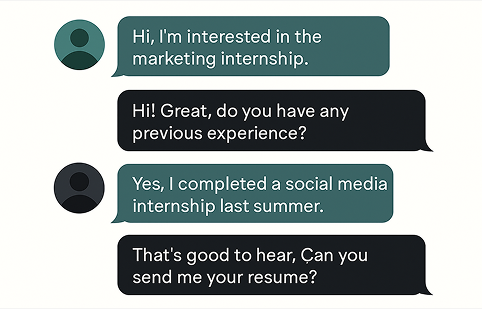 Hi, I'm interested in the
marketing internship.
Hi! Great, do you have any
previous experience?
Yes, I completed a social media
internship last summer.
That's good to hear, Çan you
send me your resume?